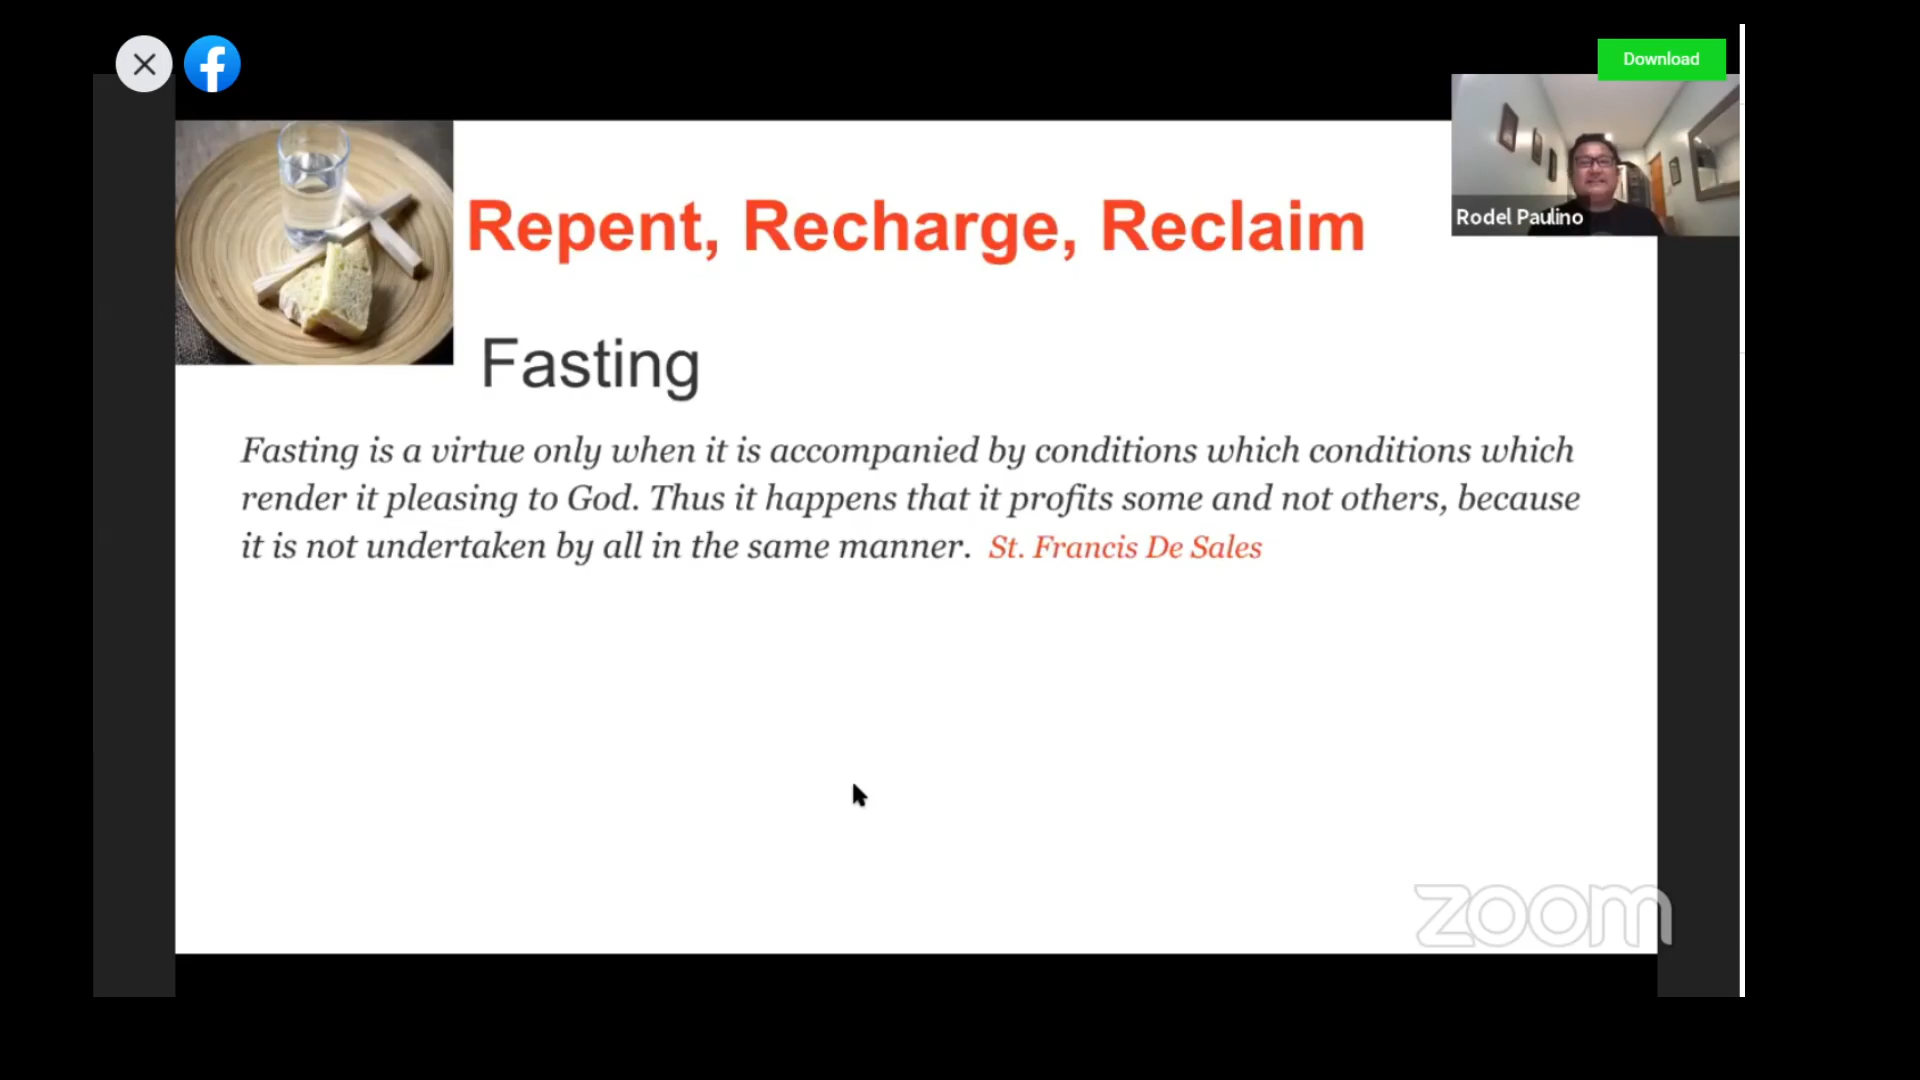 Download
Rodel Paulino
Repent, Recharge, Reclaim
Fasting
Fasting is a virtue only when it is accompanied by conditions which conditions which
render it pleasing to God. Thus it happens that it profits some and not others, because
it is not undertaken by all in the same manner. St. Francis De Sales
zoom